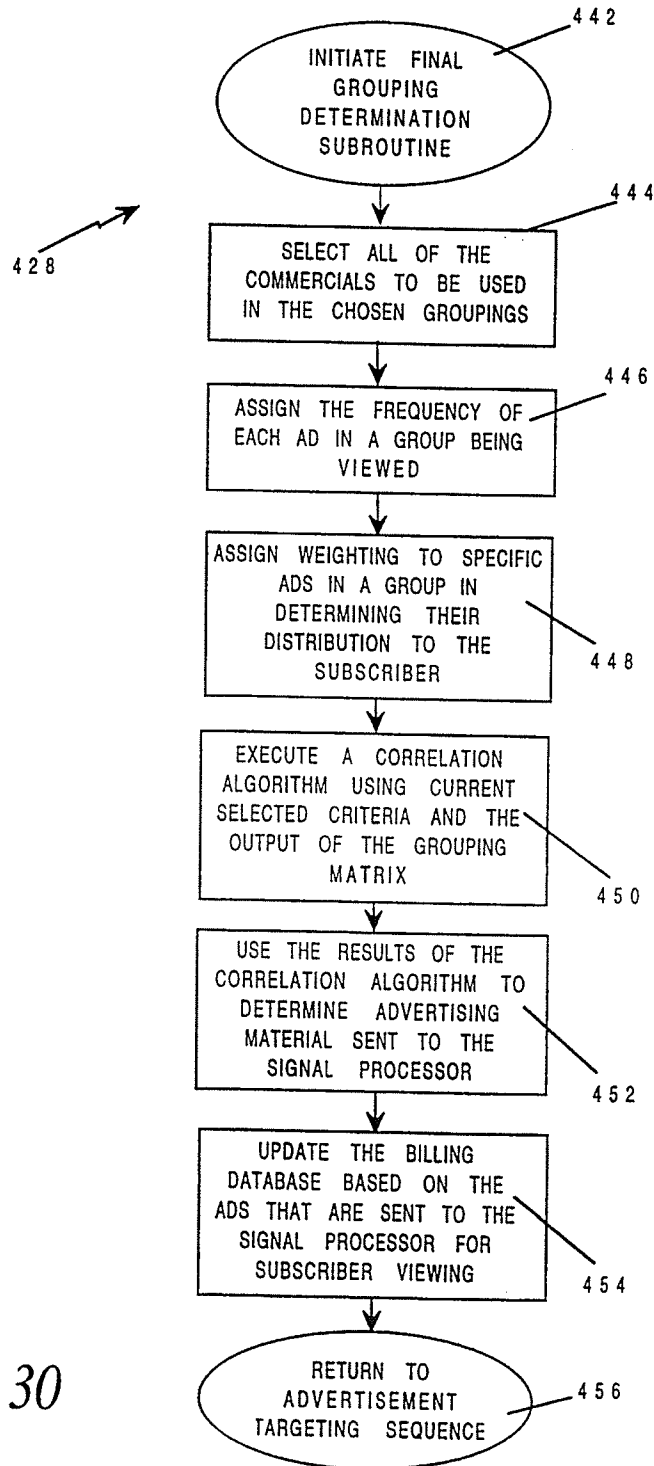 442
INITIATE FINAL
GROUPING
DETERMINATION
SUBROUTINE
428
444
SELECT ALL OF THE
COMMERCIALS TO BE USED
IN THE CHOSEN GROUPINGS
446
ASSIGN THE FREQUENCY OF
EACH AD IN A GROUP BEING
VIEWED
ASSIGN WEIGHTING TO SPECIFIC
ADS IN A GROUP IN
DETERMINING THEIR
DISTRIBUTION TO THE
SUBSCRIBER
448
EXECUTE A CORRELATION
ALGORITHM USING CURRENT
SELECTED CRITERIA AND THE
OUTPUT OF THE GROUPING
MATRIX
450
USE THE RESULTS OF THE
CORRELATION ALGORITHM TO
DETERMINE ADVERTISING
MATERIAL SENT TO THE
SIGNAL PROCESSOR
452
UPDATE THE BILLING
DATABASE BASED ON THE
ADS THAT ARE SENT TO THE
SIGNAL PROCESSOR FOR
SUBSCRIBER VIEWING
454
30
RETURN TO
ADVERTISEMENT
TARGETING SEQUENCE
456